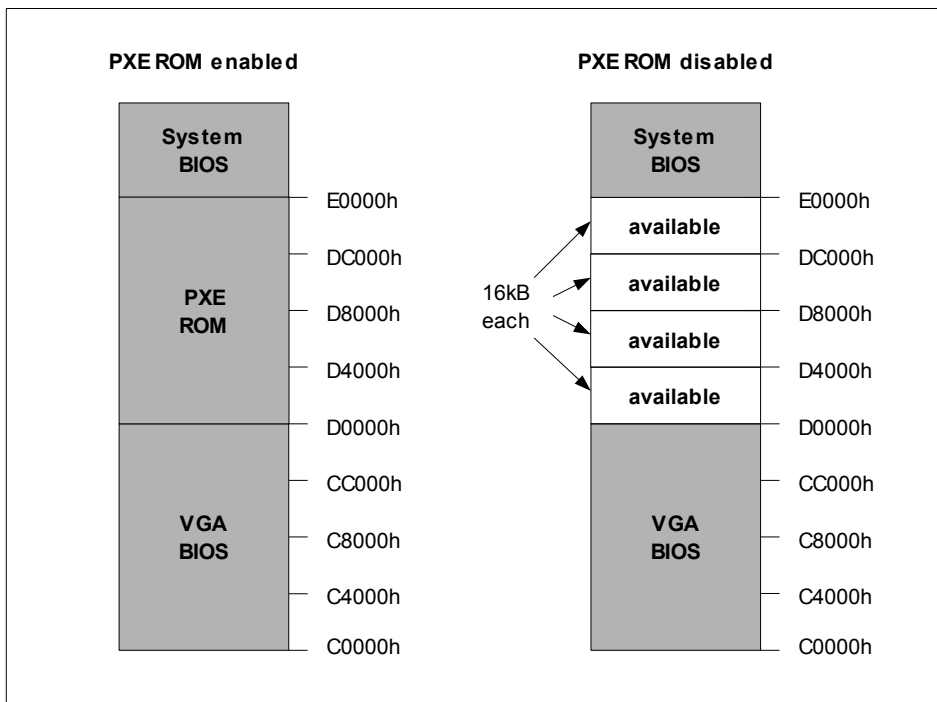 PXE ROM enabled
System
BIOS
E0000h
DC000h
PXE
ROM
D8000h
D4000h
D0000h
CC000h
VGA
BIOS
C8000h
C4000h
C0000h
PXE ROM disabled
System
BIOS
E0000h
available
DC000h
available
16kB
each
D8000h
available
D4000h
available
D0000h
CC000h
VGA
BIOS
C8000h
C4000h
C0000h